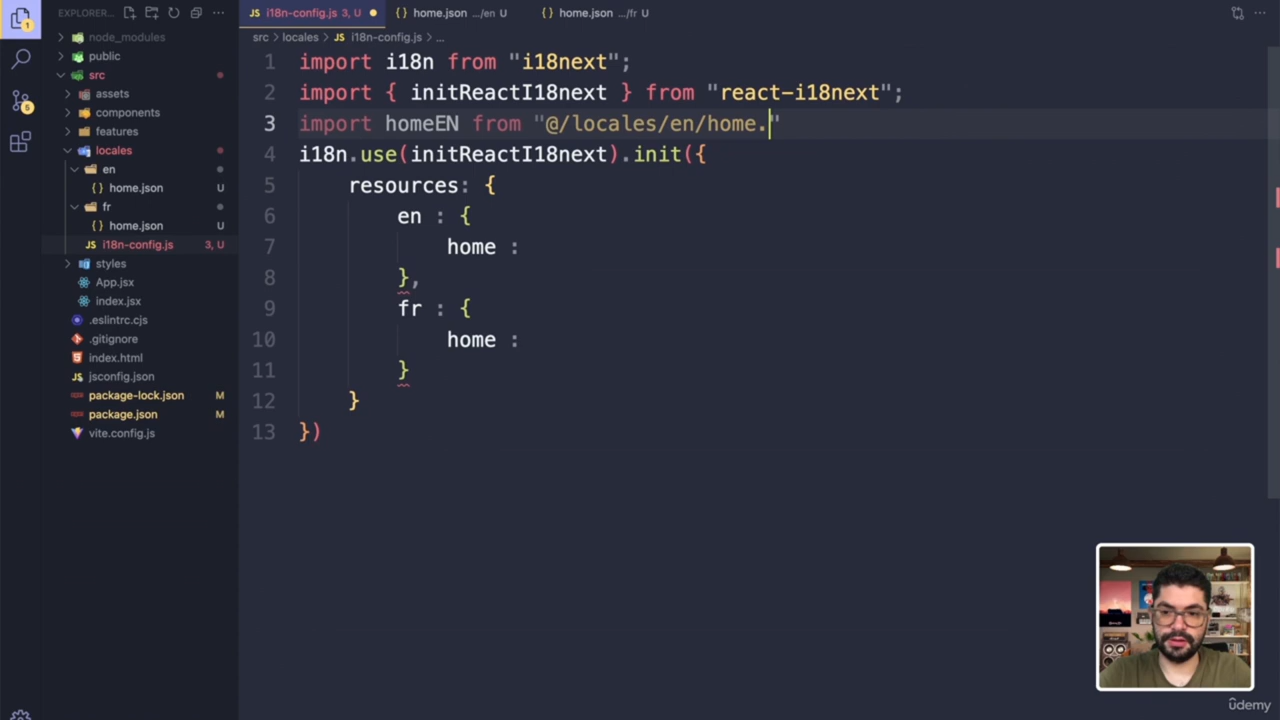 EXPLORER...
i18n-config.js 3, U
home.json .../en U
home.json .../fr U
1
6
node_modules
public
src
assets
components
features
locales
en
home.json U
fr
home.json U
JS i18n-config.js 3, U
styles
App.jsx
index.jsx
.eslintrc.cjs
.gitignore
index.html
jsconfig.json
package-lock.json M
package.json M
vite.config.js
src > locales > JS i18n-config.js > ...
1 import i18n from "i18next";
2 import { initReactI18next } from "react-i18next";
3 import homeEN from "@/locales/en/home."
4 i18n.use(initReactI18next).init({
5 resources: {
6 en : {
7 home :
8 },
9 fr : {
10 home :
11 }
12 }
13 })
ûdemy